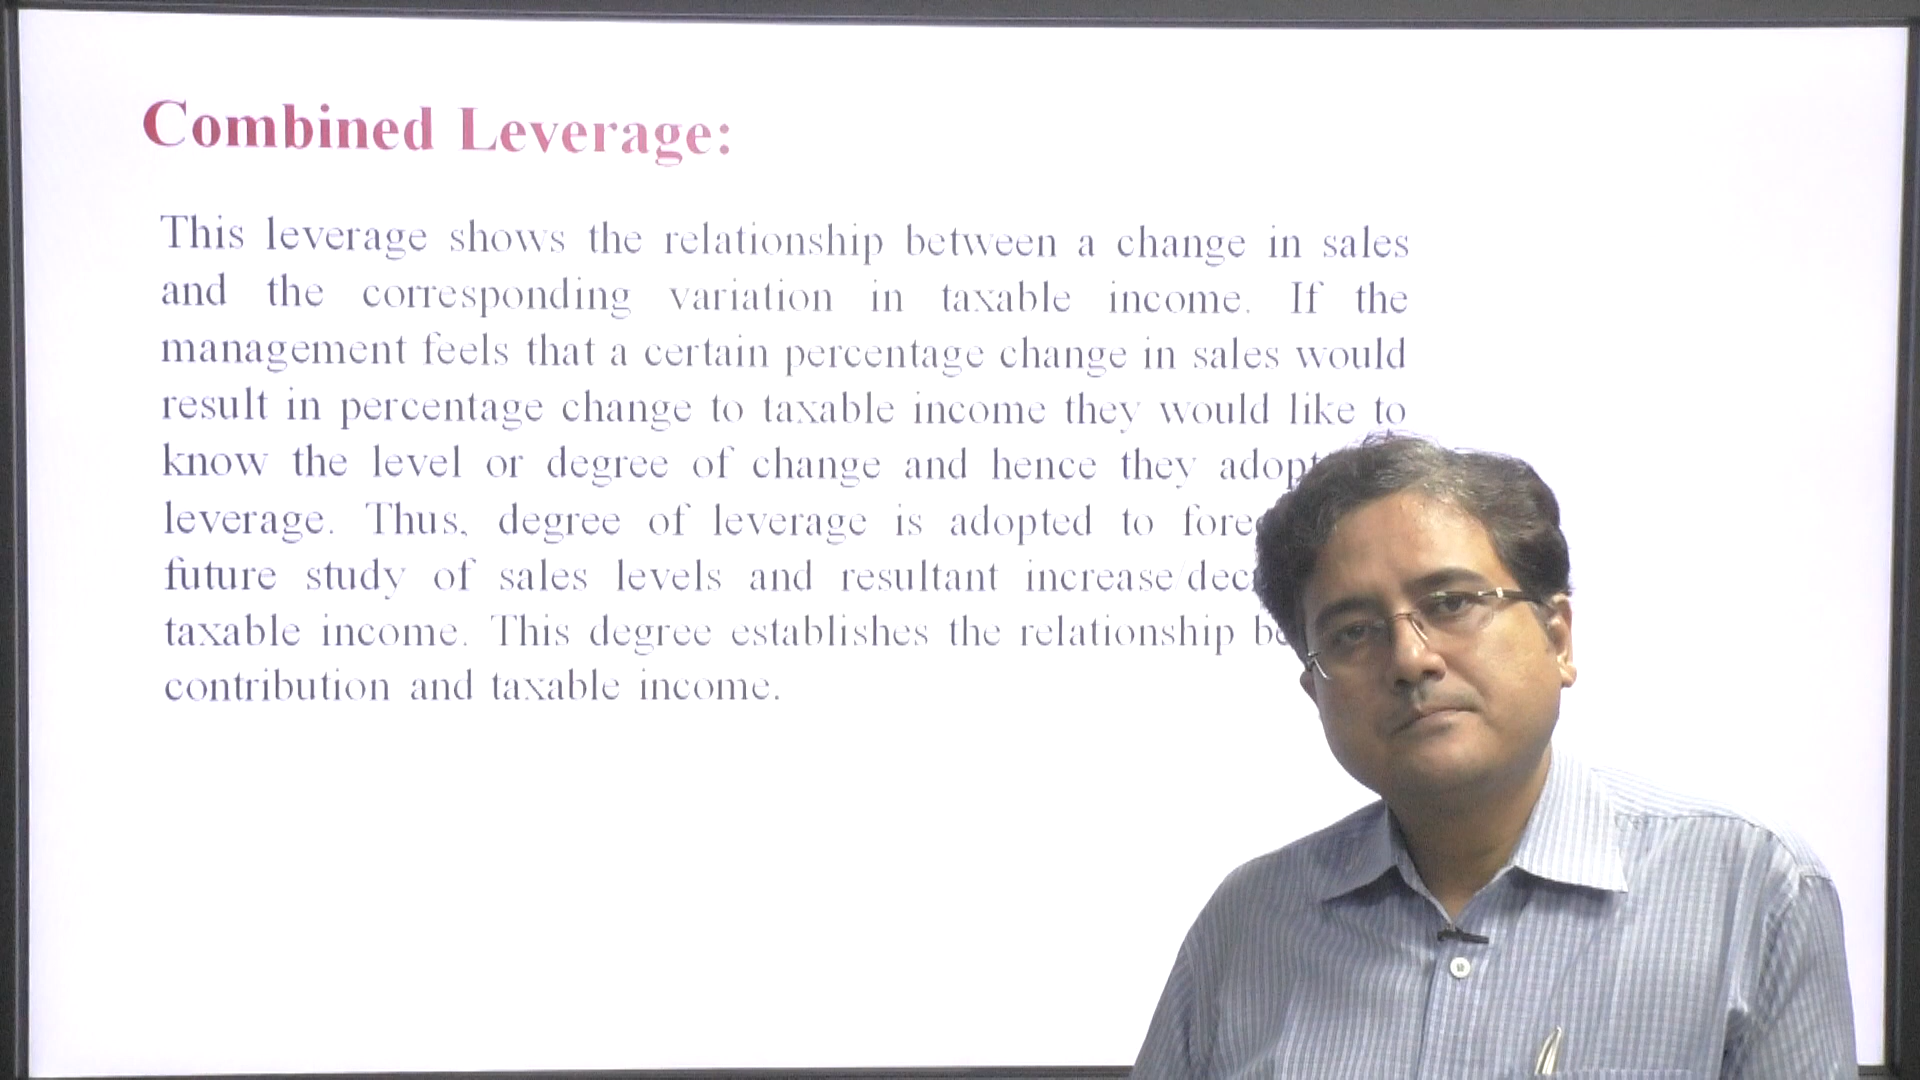 Combined Leverage:
This leverage shows the relationship between a change in sales
and the corresponding variation in taxable income. If the
management feels that a certain percentage change in sales would
result in percentage change to taxable income they would like to
know the level or degree of change and hence they
leverage. Thus, degree of leverage is adopted to
future study of sales levels and resultant increase/
taxable income. This degree establishes the relationship
contribution and taxable income.